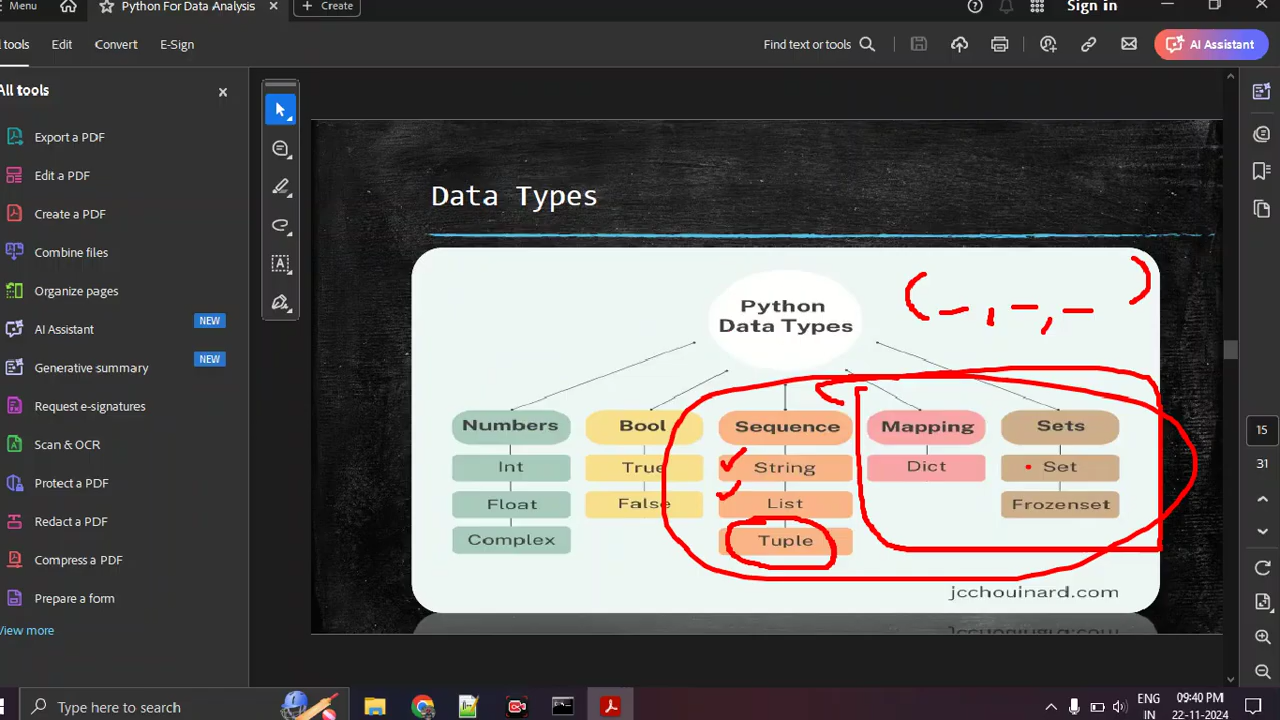 Menu
Python For Data Analysis
Create
Sign in
l tools
Edit
Convert
E-Sign
Find text or tools
AI Assistant
All tools
Export a PDF
Edit a PDF
Create a PDF
Combine files
Organize pages
AI Assistant
NEW
Generative summary
NEW
Request e-signatures
Scan & OCR
Protect a PDF
Redact a PDF
Compress a PDF
Prepare a form
View more
Data Types
Python
Data Types
Numbers
Bool
Sequence
Mapping
Sets
Int
True
String
Dict
Set
Float
False
List
Frozenset
Complex
Tuple
jcchouinard.com
jcchouinard.com
15
31
Type here to search
ENG
IN
09:40 PM
22-11-2024